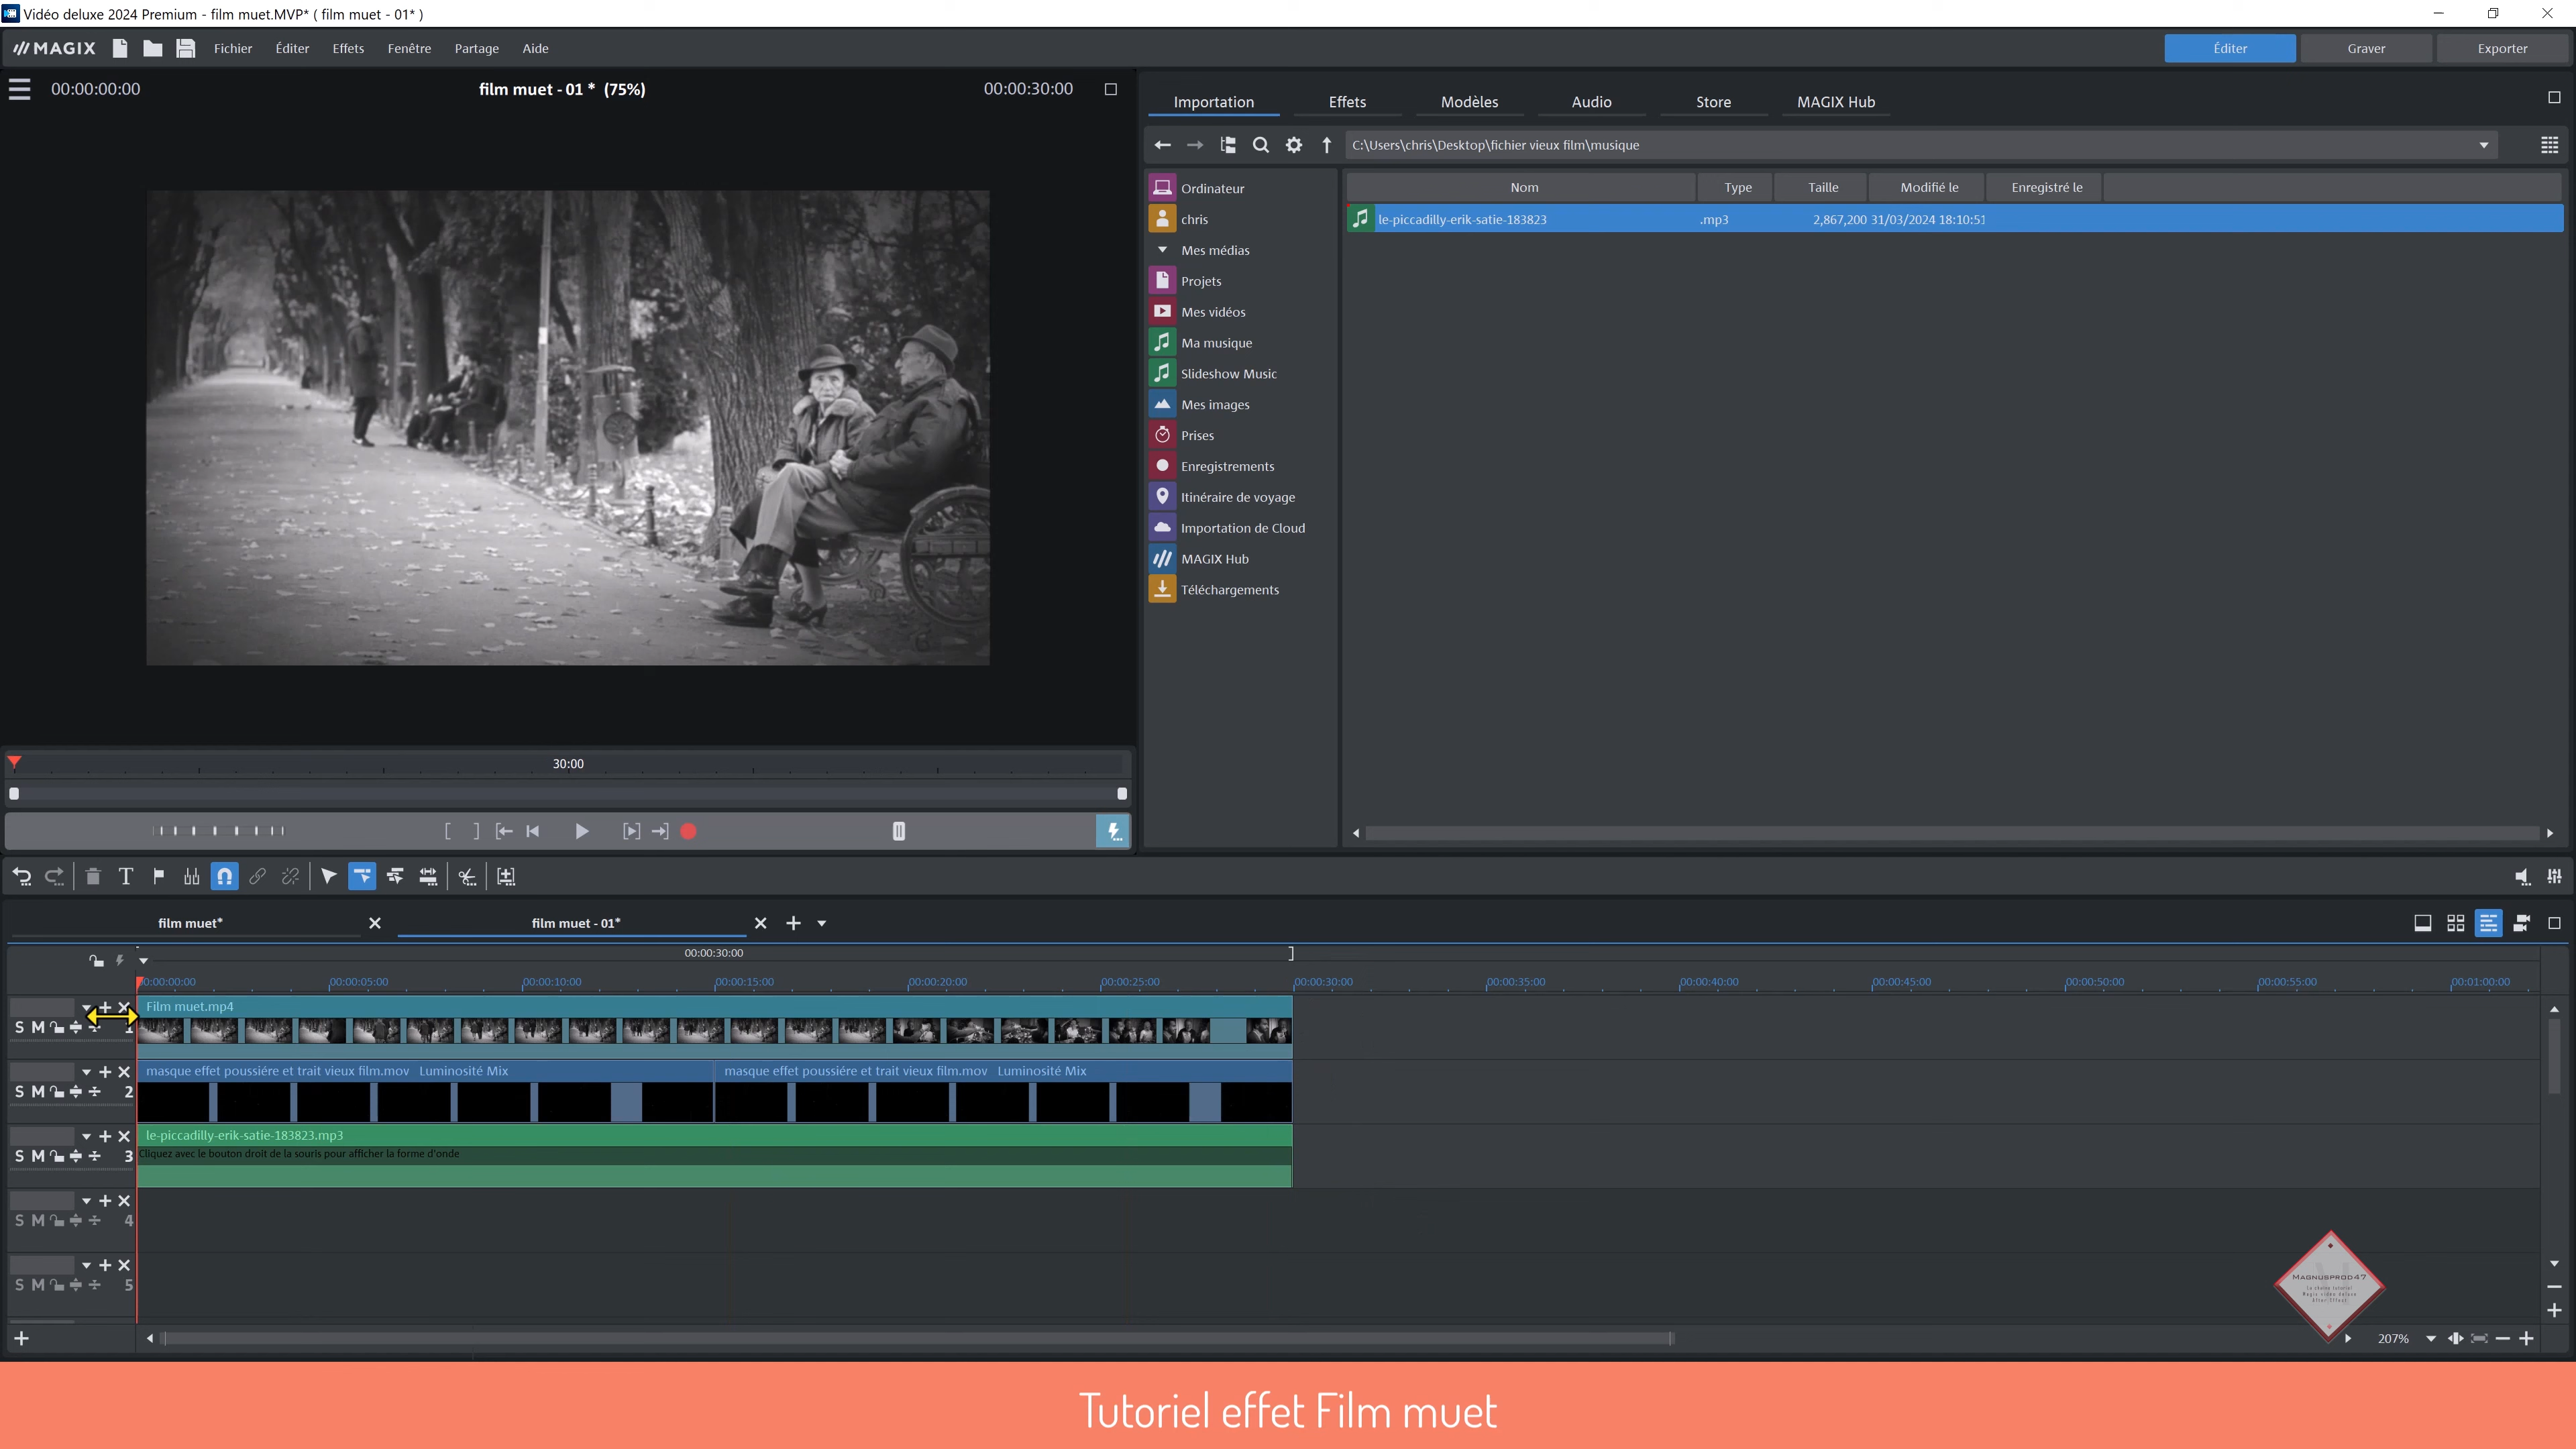 Vidéo deluxe 2024 Premium - film muet.MVP* ( film muet - 01* )
MAGIX Fichier Éditer Effets Fenêtre Partage Aide Éditer Graver Exporter
00:00:00:00 film muet - 01 * (75%) 00:00:30:00
Importation Effets Modèles Audio Store MAGIX Hub
C:\Users\chris\Desktop\fichier vieux film\musique
Nom Type Taille Modifié le Enregistré le
le-piccadilly-erik-satie-183823 .mp3 2,867,200 31/03/2024 18:10:51
Ordinateur
chris
Mes médias
Projets
Mes vidéos
Ma musique
Slideshow Music
Mes images
Prises
Enregistrements
Itinéraire de voyage
Importation de Cloud
MAGIX Hub
Téléchargements
30:00
film muet* film muet - 01*
00:00:30:00
00:00:00:00 00:00:05:00 00:00:10:00 00:00:15:00 00:00:20:00 00:00:25:00 00:00:30:00 00:00:35:00 00:00:40:00 00:00:45:00 00:00:50:00 00:00:55:00 00:01:00:00
Film muet.mp4
S M 1
masque effet poussiére et trait vieux film.mov Luminosité Mix masque effet poussiére et trait vieux film.mov Luminosité Mix
S M 2
le-piccadilly-erik-satie-183823.mp3
S M 3 Cliquez avec le bouton droit de la souris pour afficher la forme d'onde
S M 4
S M 5
MAGNUSPROD47
207%
Tutoriel effet Film muet